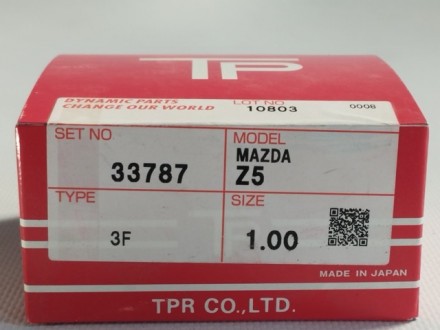 TP
DYNAMIC PARTS
CHANGE OUR WORLD
LOT NO
10803
0006
SET NO
33787
MODEL
MAZDA
Z5
TYPE
3F
SIZE
1.00
MADE IN JAPAN
TPR CO.,LTD.